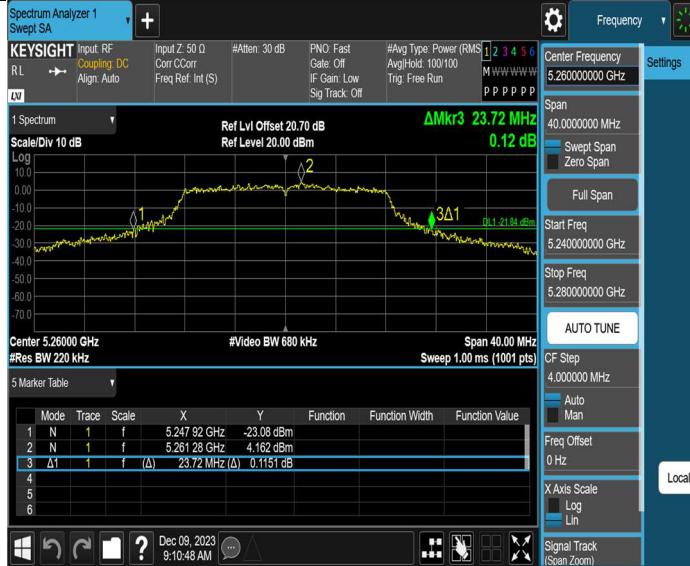 Spectrum Analyzer 1
Swept SA
+
Frequency
KEYSIGHT
RL
LXI
Input: RF
Coupling: DC
Align: Auto
Input Z: 50 Ω
Corr CCorr
Freq Ref: Int (S)
#Atten: 30 dB
PNO: Fast
Gate: Off
IF Gain: Low
Sig Track: Off
#Avg Type: Power (RMS
Avg|Hold: 100/100
Trig: Free Run
1 2 3 4 5 6
M W W W W W
P P P P P P
1 Spectrum
Scale/Div 10 dB
Ref Lvl Offset 20.70 dB
Ref Level 20.00 dBm
ΔMkr3 23.72 MHz
0.12 dB
Log
10.0
0.00
-10.0
-20.0
-30.0
-40.0
-50.0
-60.0
-70.0
1
2
3Δ1
DL1 -21.84 dBm
Center 5.26000 GHz
#Res BW 220 kHz
#Video BW 680 kHz
Span 40.00 MHz
Sweep 1.00 ms (1001 pts)
5 Marker Table
Mode Trace Scale X Y Function Function Width Function Value
1 N 1 f 5.247 92 GHz -23.08 dBm
2 N 1 f 5.261 28 GHz 4.162 dBm
3 Δ1 1 f (Δ) 23.72 MHz (Δ) 0.1151 dB
4
5
6
?
Dec 09, 2023
9:10:48 AM
Center Frequency
5.260000000 GHz
Span
40.0000000 MHz
Swept Span
Zero Span
Full Span
Start Freq
5.240000000 GHz
Stop Freq
5.280000000 GHz
AUTO TUNE
CF Step
4.000000 MHz
Auto
Man
Freq Offset
0 Hz
X Axis Scale
Log
Lin
Signal Track
(Span Zoom)
Settings
Local